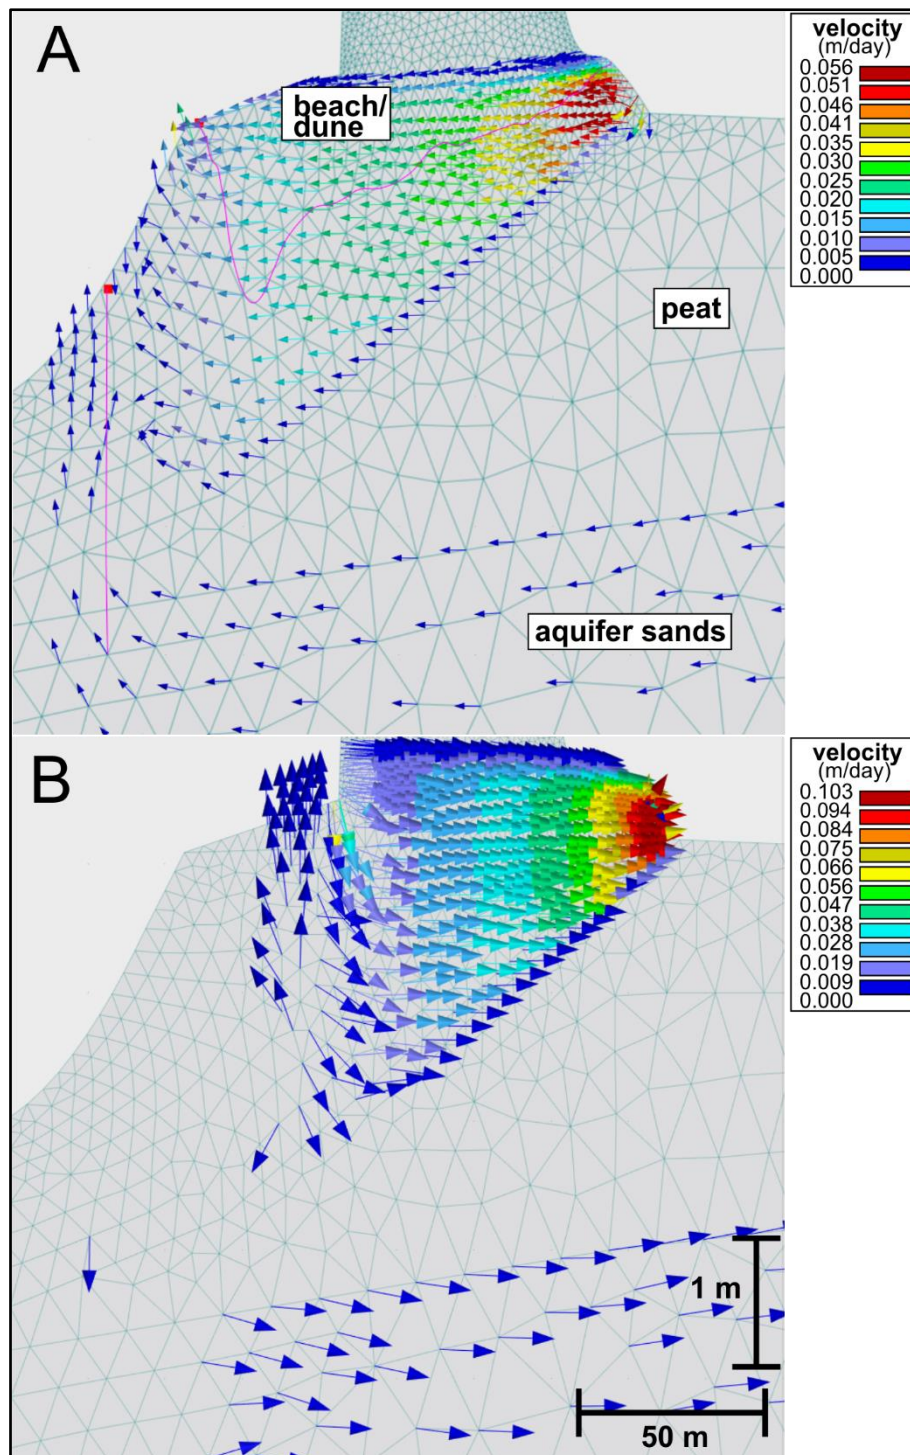 A
velocity
(m/day)
0.056
0.051
0.046
0.041
0.035
0.030
0.025
0.020
0.015
0.010
0.005
0.000
beach/
dune
peat
aquifer sands
B
velocity
(m/day)
0.103
0.094
0.084
0.075
0.066
0.056
0.047
0.038
0.028
0.019
0.009
0.000
1 m
50 m